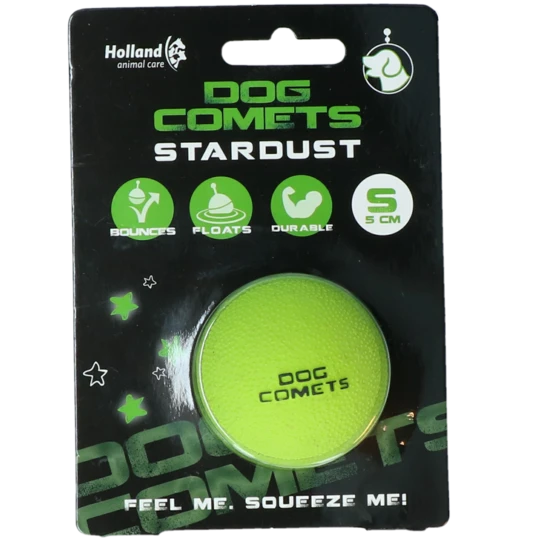 Holland
animal care
DOG
COMETS
STARDUST
BOUNCES
FLOATS
DURABLE
S
5 CM
DOG
COMETS
DOG
COMETS
FEEL ME. SQUEEZE ME!